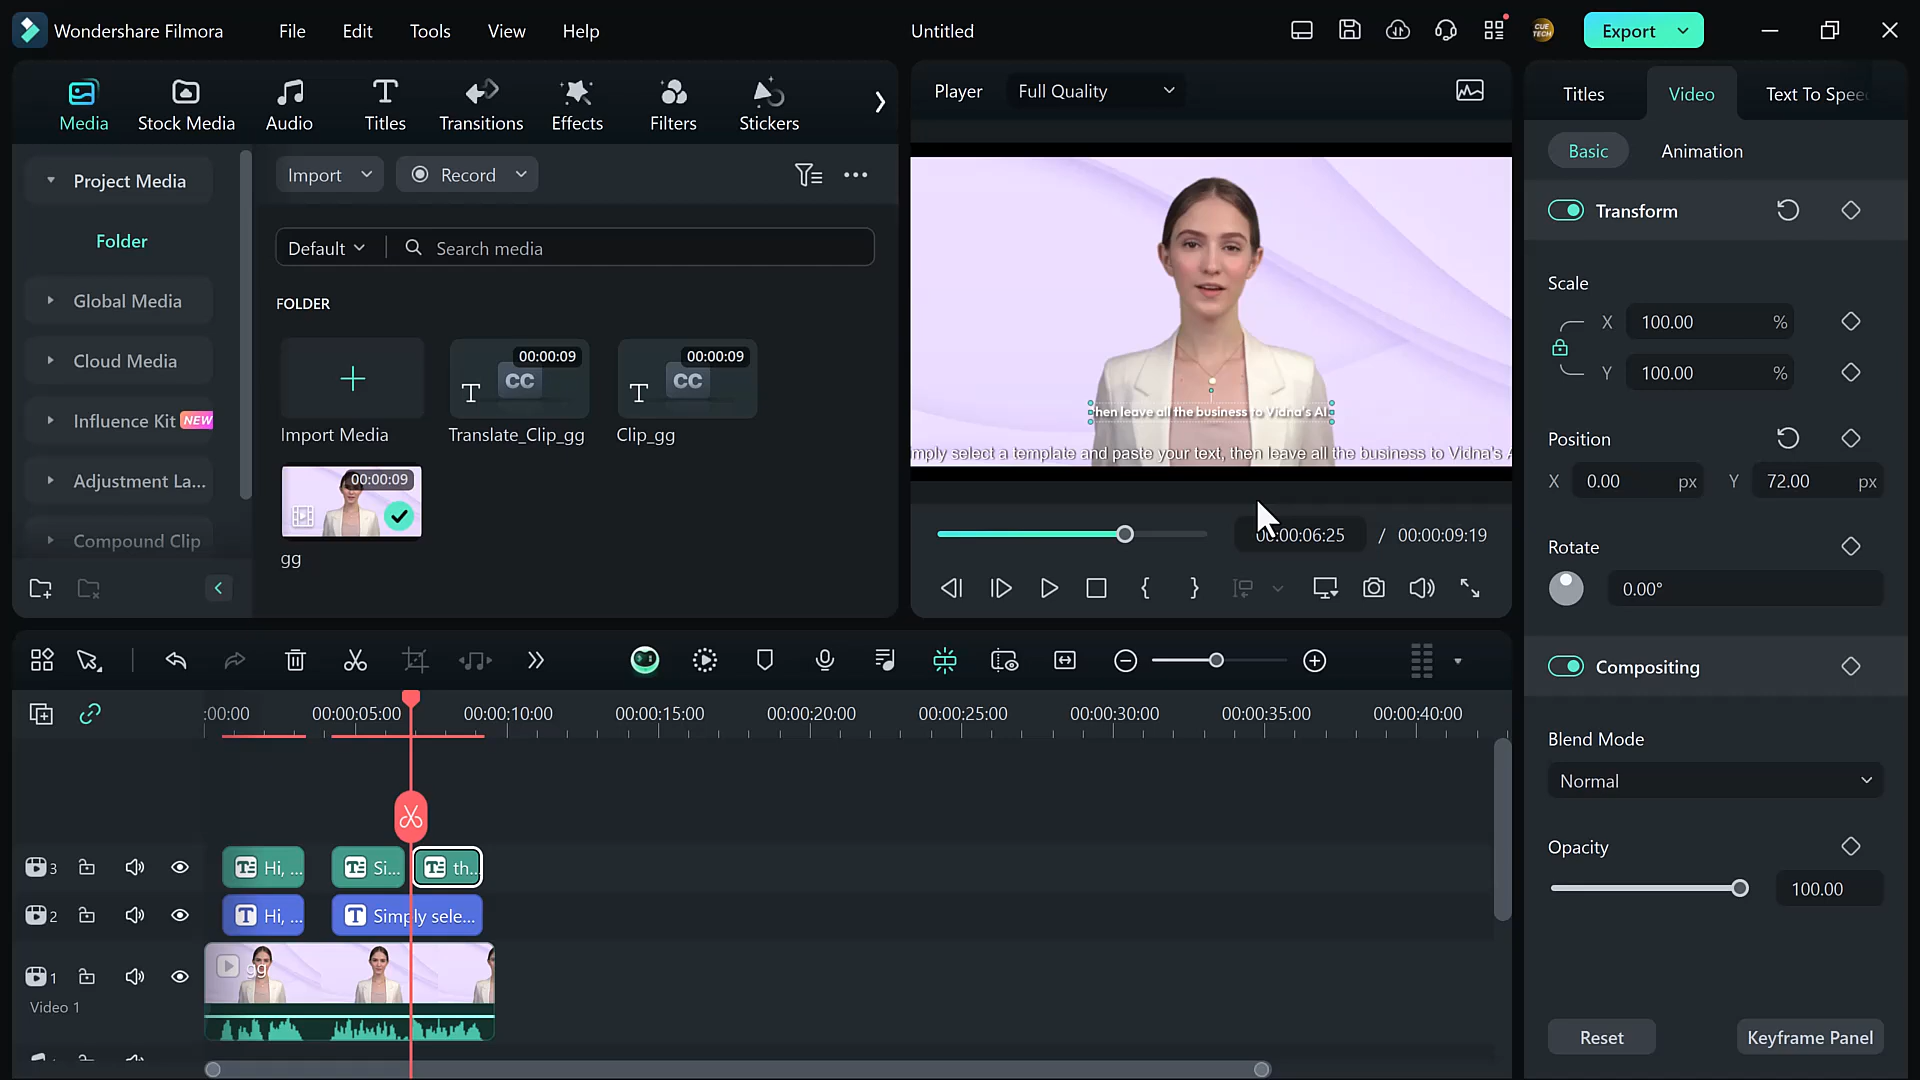 Wondershare Filmora
File
Edit
Tools
View
Help
Untitled
CUE TECH
Export
Media
Stock Media
Audio
Titles
Transitions
Effects
Filters
Stickers
Player
Full Quality
Titles
Video
Text To Speec
Project Media
Import
Record
Basic
Animation
Folder
Default
Search media
Transform
Global Media
FOLDER
Scale
X 100.00 %
Y 100.00 %
Cloud Media
00:00:09
CC
T
00:00:09
CC
T
Import Media
Translate_Clip_gg
Clip_gg
Influence Kit NEW
Adjustment La...
Compound Clip
00:00:09
gg
then leave all the business to Vidna's AI.
mply select a template and paste your text, then leave all the business to Vidna's A
00:00:06:25 / 00:00:09:19
Position
X 0.00 px Y 72.00 px
Rotate
0.00°
Compositing
:00:00
00:00:05:00
00:00:10:00
00:00:15:00
00:00:20:00
00:00:25:00
00:00:30:00
00:00:35:00
00:00:40:00
Blend Mode
Normal
Opacity
100.00
3
Hi, ...
Si...
th...
2
T Hi, ...
T Simply sele...
1
gg
Video 1
Reset
Keyframe Panel